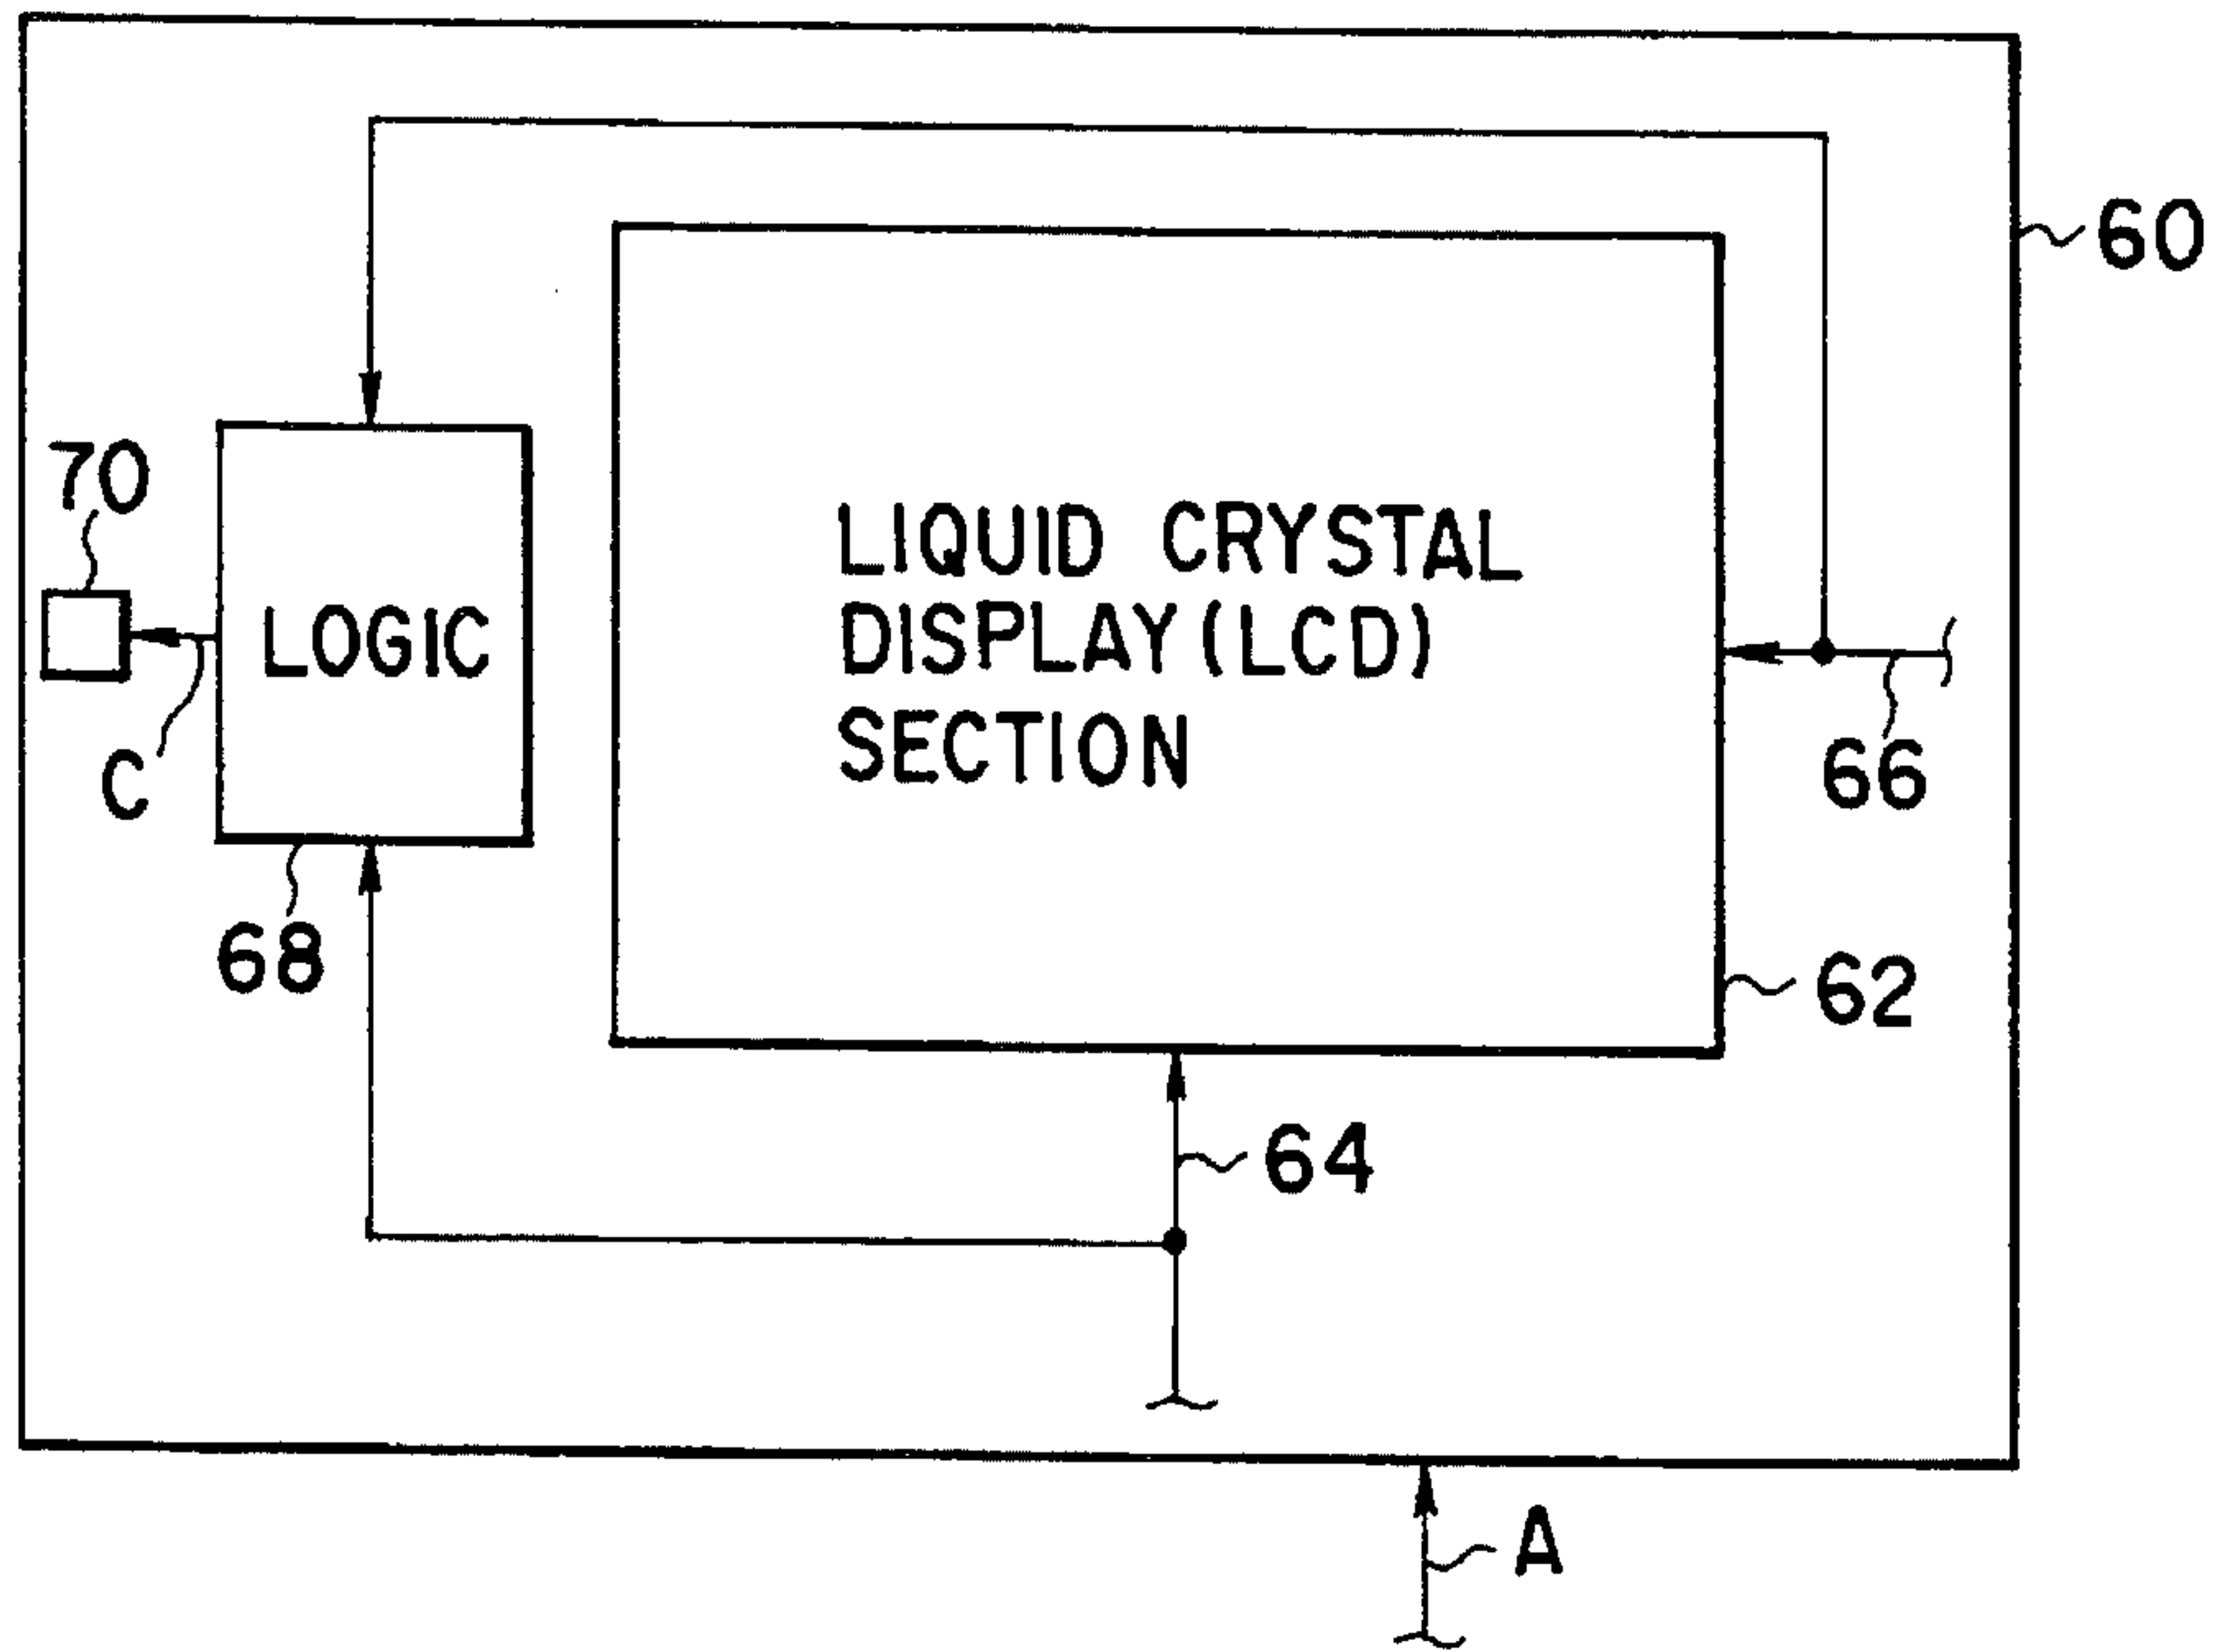 60
70
LOGIC
LIQUID CRYSTAL
DISPLAY(LCD)
SECTION
C
66
68
62
64
A